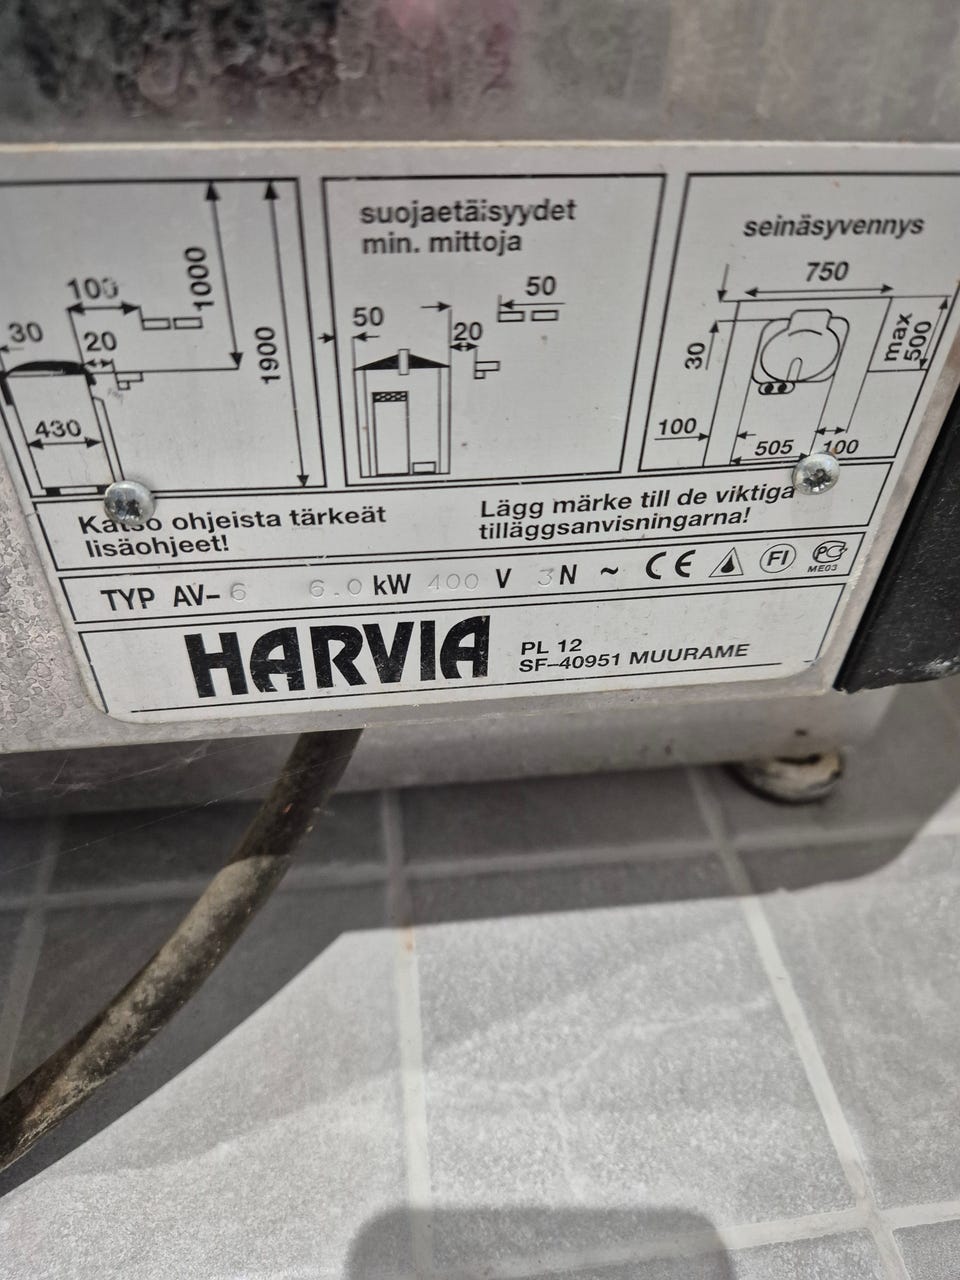 30
100
20
430
1000
1900
suojaetäisyydet
min. mittoja
50
20
50
seinäsyvennys
750
30
max
500
100
505
100
Katso ohjeista tärkeät
lisäohjeet!
Lägg märke till de viktiga
tilläggsanvisningarna!
TYP AV-6 6.0 kW 400 V 3 N ~ CE FI PC
ME03
HARVIA
PL 12
SF-40951 MUURAME